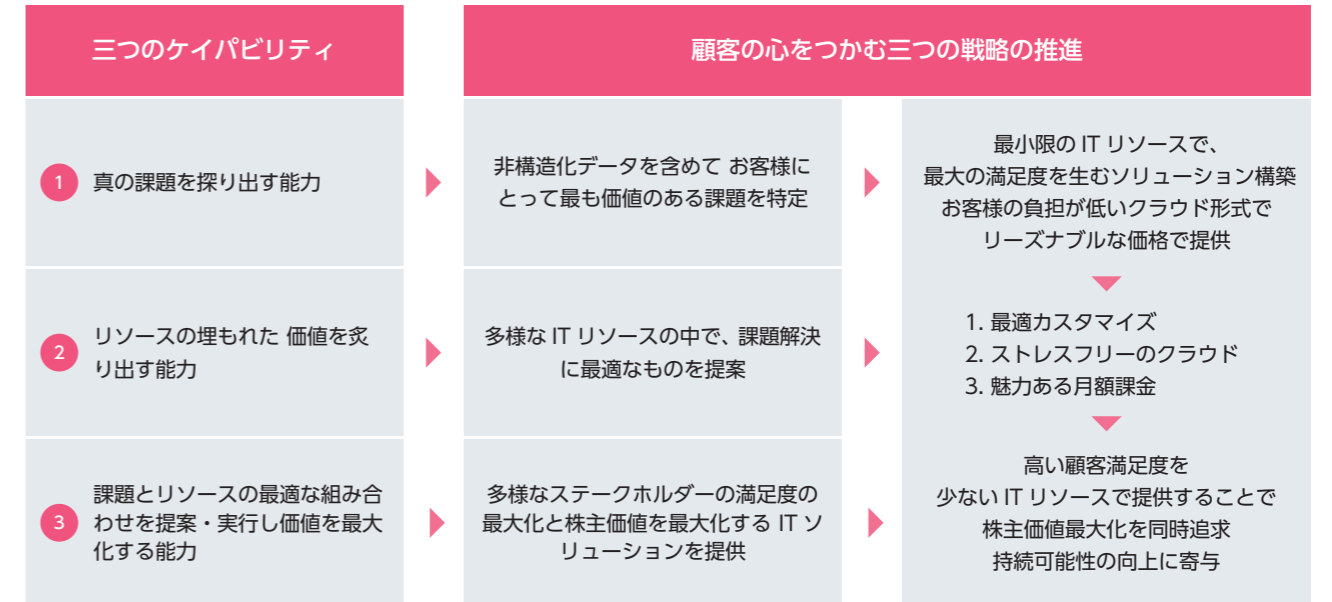 三つのケイパビリティ
顧客の心をつかむ三つの戦略の推進
1
真の課題を探り出す能力
非構造化データを含めて お客様に
とって最も価値のある課題を特定
2
リソースの埋もれた 価値を炙
り出す能力
多様な IT リソースの中で、課題解決
に最適なものを提案
3
課題とリソースの最適な組み合
わせを提案・実行し価値を最大
化する能力
多様なステークホルダーの満足度の
最大化と株主価値を最大化する IT ソ
リューションを提供
最小限の IT リソースで、
最大の満足度を生むソリューション構築
お客様の負担が低いクラウド形式で
リーズナブルな価格で提供
1. 最適カスタマイズ
2. ストレスフリーのクラウド
3. 魅力ある月額課金
高い顧客満足度を
少ない IT リソースで提供することで
株主価値最大化を同時追求
持続可能性の向上に寄与